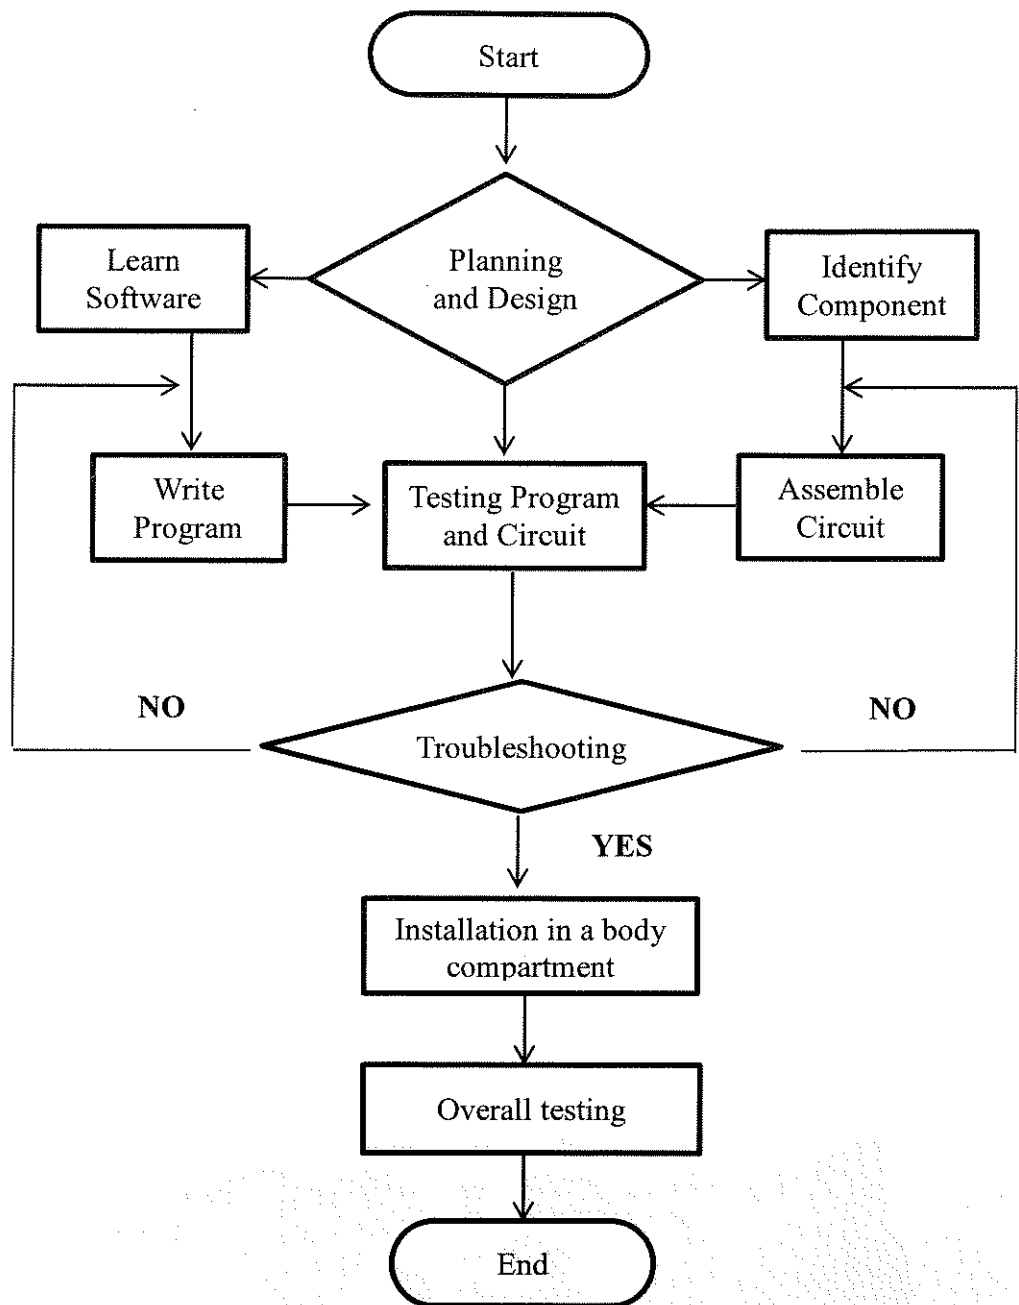 Start
Learn
Software
Planning
and Design
Identify
Component
Write
Program
Testing Program
and Circuit
Assemble
Circuit
NO
NO
Troubleshooting
YES
Installation in a body
compartment
Overall testing
End